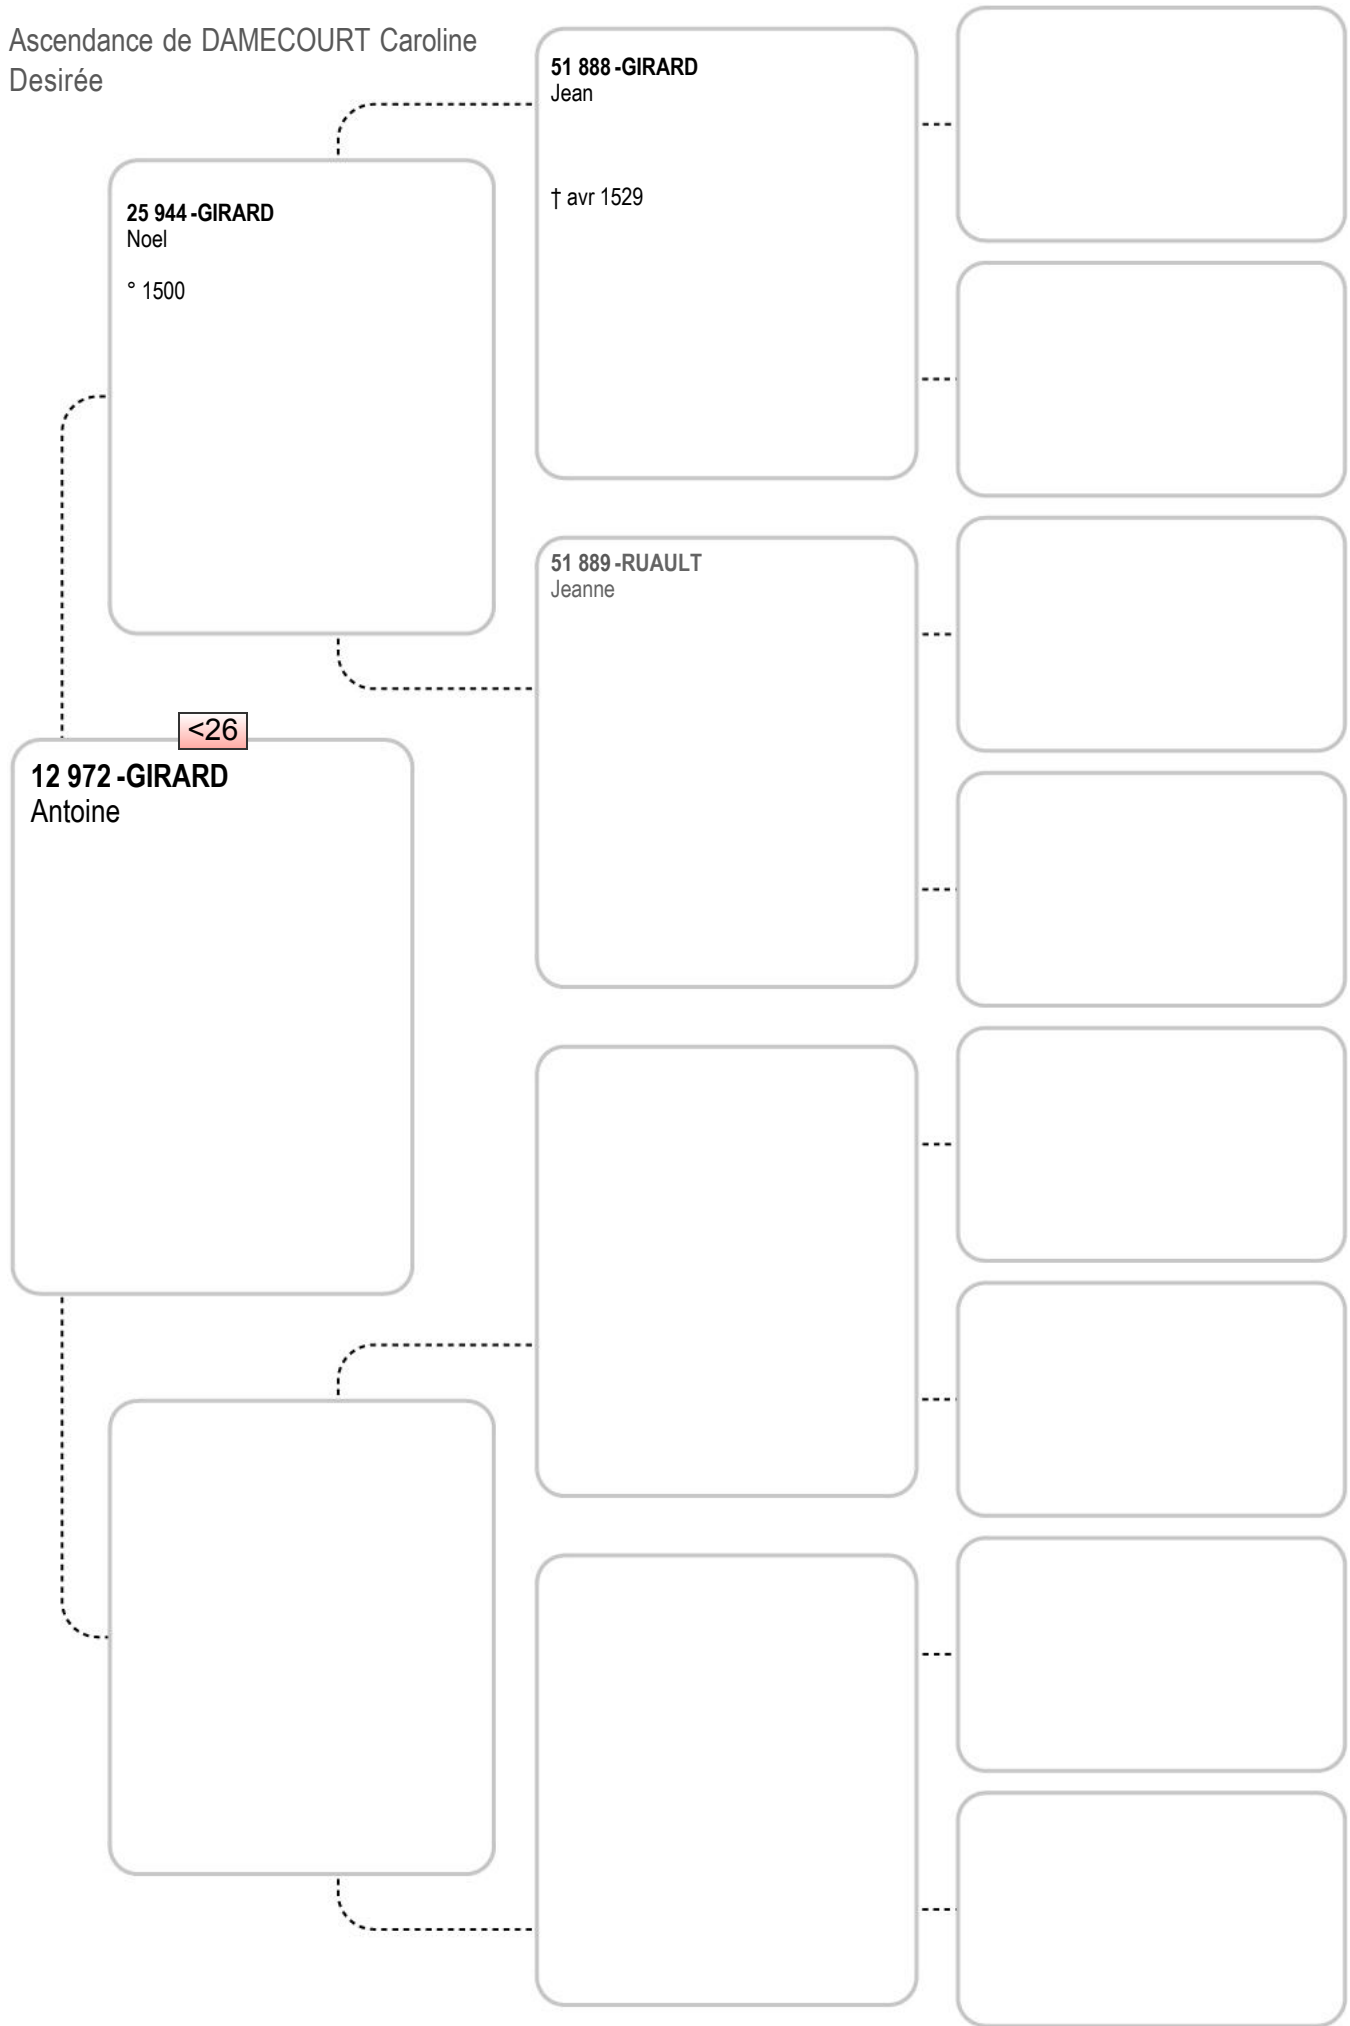 Ascendance de DAMECOURT Caroline
Desirée
51 888 -GIRARD
Jean
† avr 1529
25 944 -GIRARD
Noel
° 1500
51 889 -RUAULT
Jeanne
<26
12 972 -GIRARD
Antoine